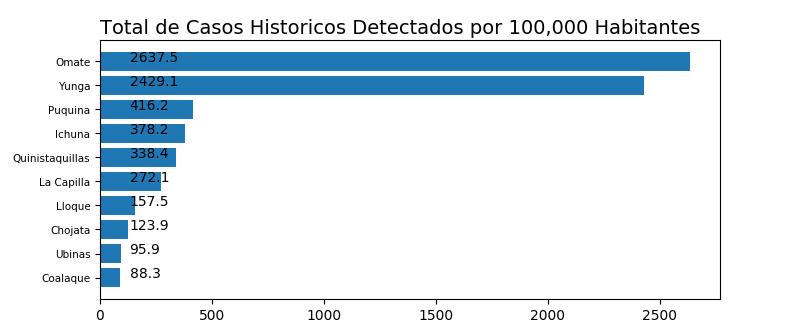 Total de Casos Historicos Detectados por 100,000 Habitantes
Omate 2637.5
Yunga 2429.1
Puquina 416.2
Ichuna 378.2
Quinistaquillas 338.4
La Capilla 272.1
Lloque 157.5
Chojata 123.9
Ubinas 95.9
Coalaque 88.3
0 500 1000 1500 2000 2500